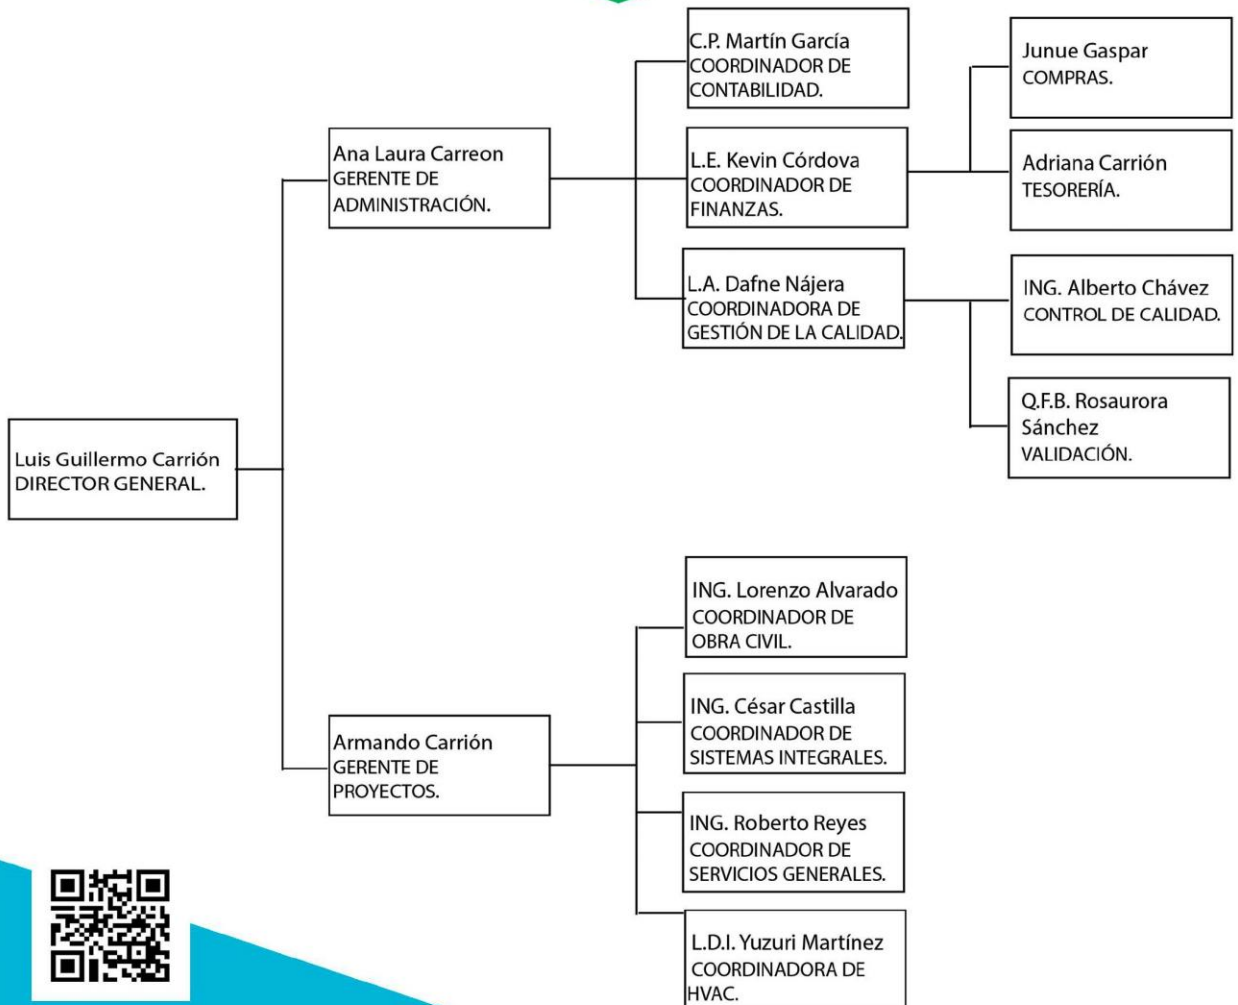 C.P. Martín García
COORDINADOR DE
CONTABILIDAD.
Junue Gaspar
COMPRAS.
Ana Laura Carreon
GERENTE DE
ADMINISTRACIÓN.
L.E. Kevin Córdova
COORDINADOR DE
FINANZAS.
Adriana Carrión
TESORERÍA.
L.A. Dafne Nájera
COORDINADORA DE
GESTIÓN DE LA CALIDAD.
ING. Alberto Chávez
CONTROL DE CALIDAD.
Q.F.B. Rosaurora
Sánchez
VALIDACIÓN.
Luis Guillermo Carrión
DIRECTOR GENERAL.
ING. Lorenzo Alvarado
COORDINADOR DE
OBRA CIVIL.
ING. César Castilla
COORDINADOR DE
SISTEMAS INTEGRALES.
Armando Carrión
GERENTE DE
PROYECTOS.
ING. Roberto Reyes
COORDINADOR DE
SERVICIOS GENERALES.
L.D.I. Yuzuri Martínez
COORDINADORA DE
HVAC.